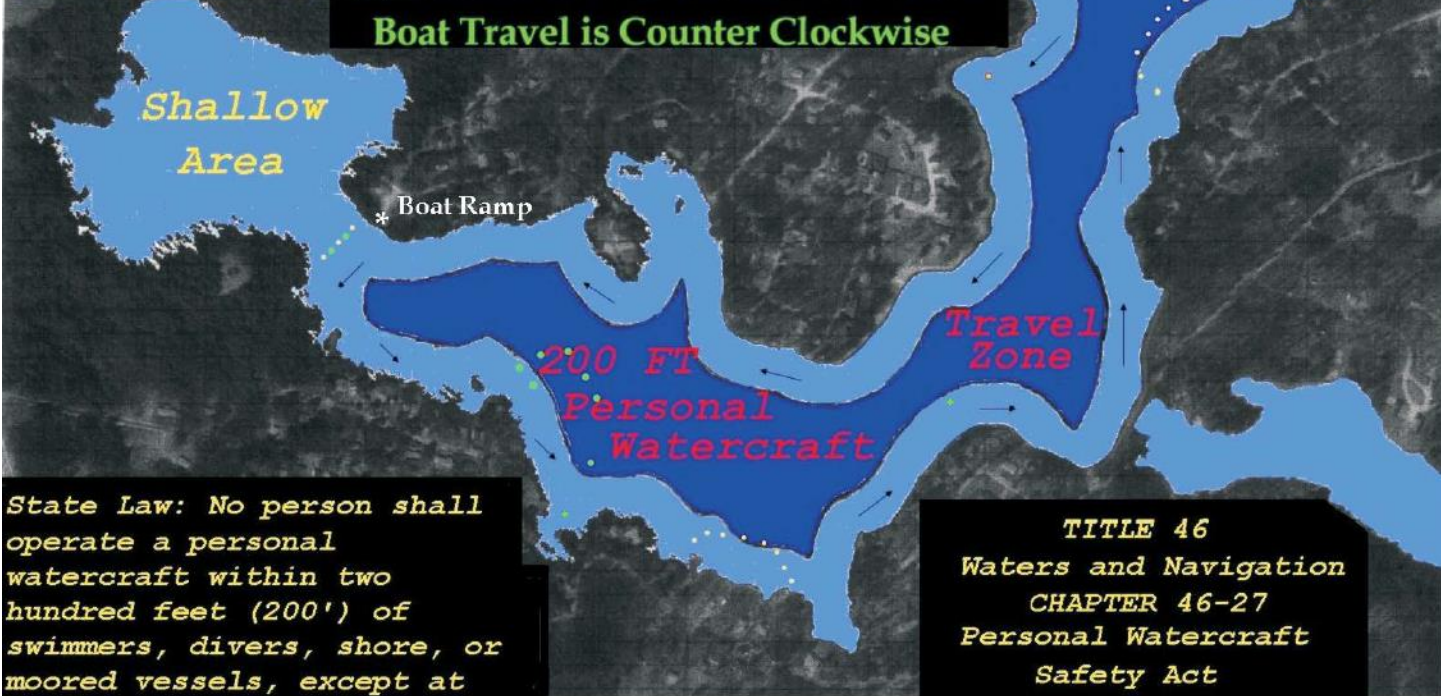 Boat Travel is Counter Clockwise
Shallow
Area
* Boat Ramp
Travel
Zone
200 FT
Personal
Watercraft
State Law: No person shall
operate a personal
watercraft within two
hundred feet (200') of
swimmers, divers, shore, or
moored vessels, except at
TITLE 46
Waters and Navigation
CHAPTER 46-27
Personal Watercraft
Safety Act